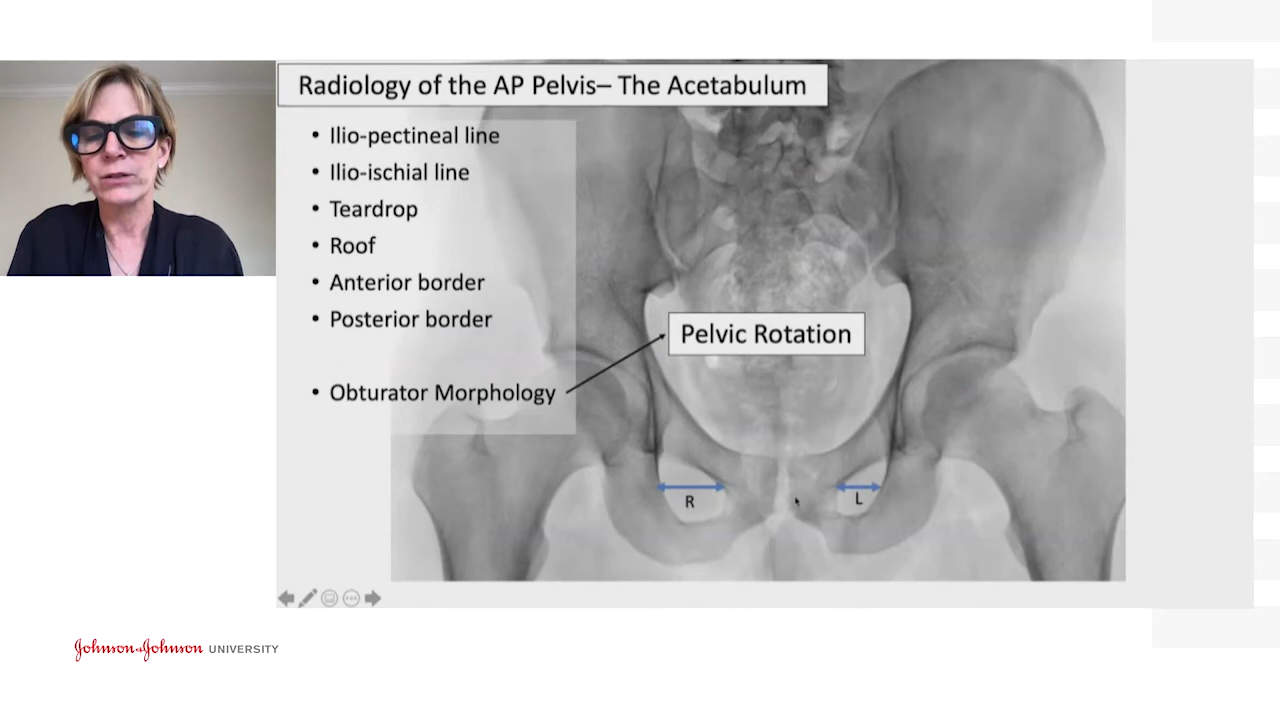 Radiology of the AP Pelvis– The Acetabulum
• Ilio-pectineal line
• Ilio-ischial line
• Teardrop
• Roof
• Anterior border
• Posterior border
Pelvic Rotation
• Obturator Morphology
R
L
Johnson & Johnson UNIVERSITY